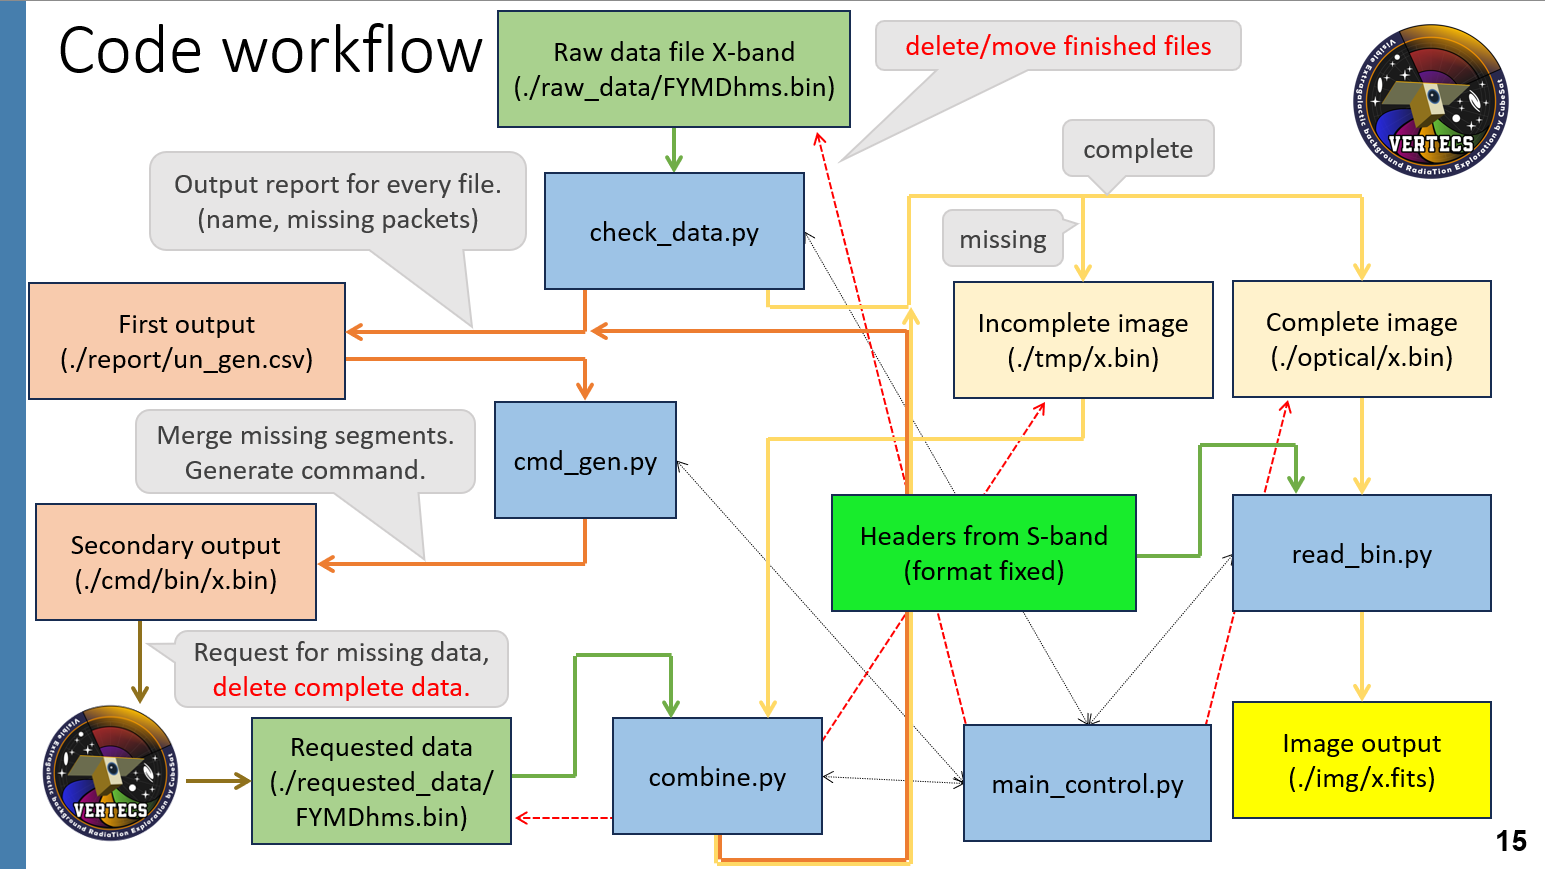 Code workflow
Raw data file X-band
(./raw_data/FYMDhms.bin)
delete/move finished files
Visible Extragalactic background RadioTion Exploration by CubeSat
VERTECS
complete
Output report for every file.
(name, missing packets)
check_data.py
missing
First output
(./report/un_gen.csv)
Incomplete image
(./tmp/x.bin)
Complete image
(./optical/x.bin)
Merge missing segments.
Generate command.
cmd_gen.py
Secondary output
(./cmd/bin/x.bin)
Headers from S-band
(format fixed)
read_bin.py
Request for missing data,
delete complete data.
Visible Extragalactic background RadioTion Exploration by CubeSat
VERTECS
Requested data
(./requested_data/
FYMDhms.bin)
combine.py
main_control.py
Image output
(./img/x.fits)
15